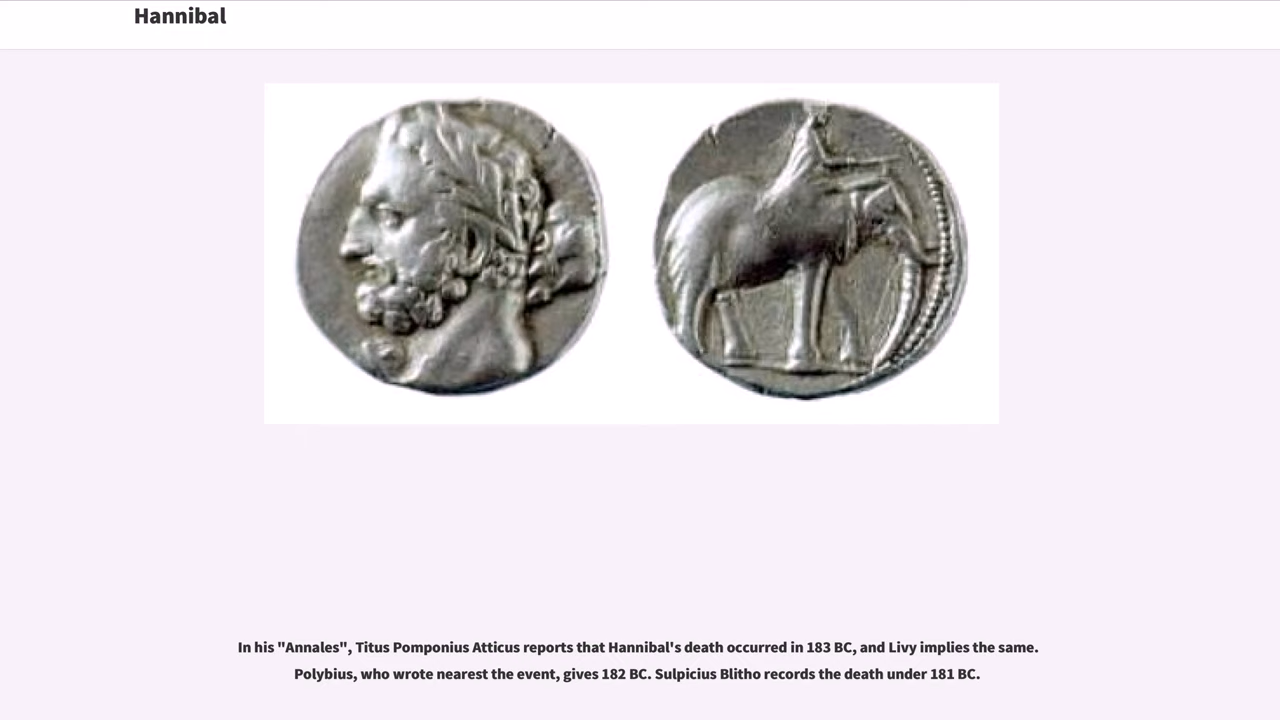 Hannibal
In his "Annales", Titus Pomponius Atticus reports that Hannibal's death occurred in 183 BC, and Livy implies the same.
Polybius, who wrote nearest the event, gives 182 BC. Sulpicius Blitho records the death under 181 BC.